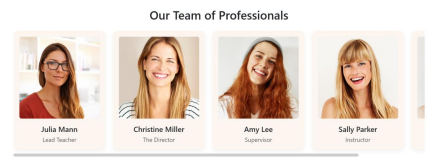 Our Team of Professionals
Julia Mann
Lead Teacher
Christine Miller
The Director
Amy Lee
Supervisor
Sally Parker
Instructor